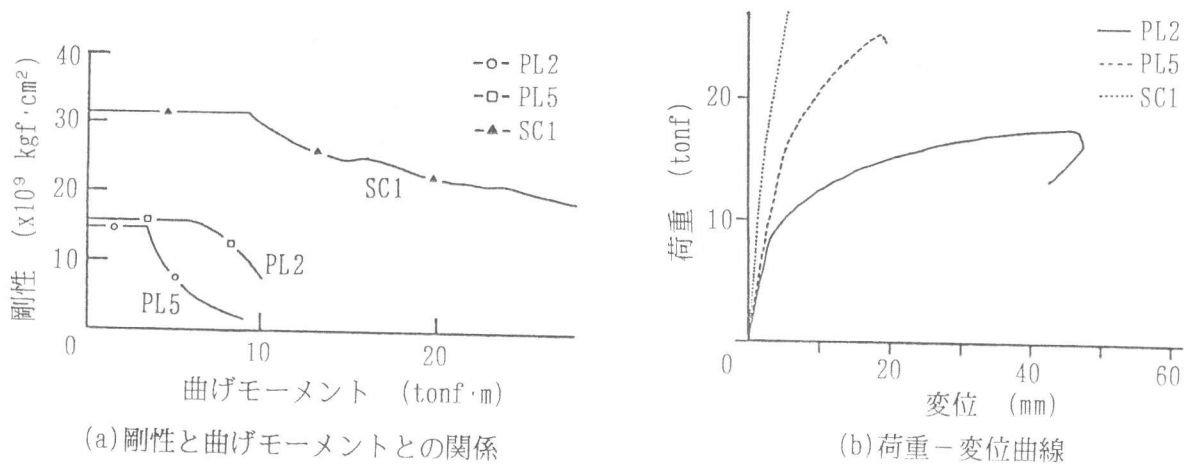 40
30
20
10
0
剛性 (x10⁹ kgf·cm²)
-○- PL2
-□- PL5
-▲- SC1
SC1
PL2
PL5
10
20
曲げモーメント (tonf·m)
(a)剛性と曲げモーメントとの関係
20
10
0
荷重 (tonf)
PL2
PL5
SC1
20
40
60
変位 (mm)
(b)荷重－変位曲線